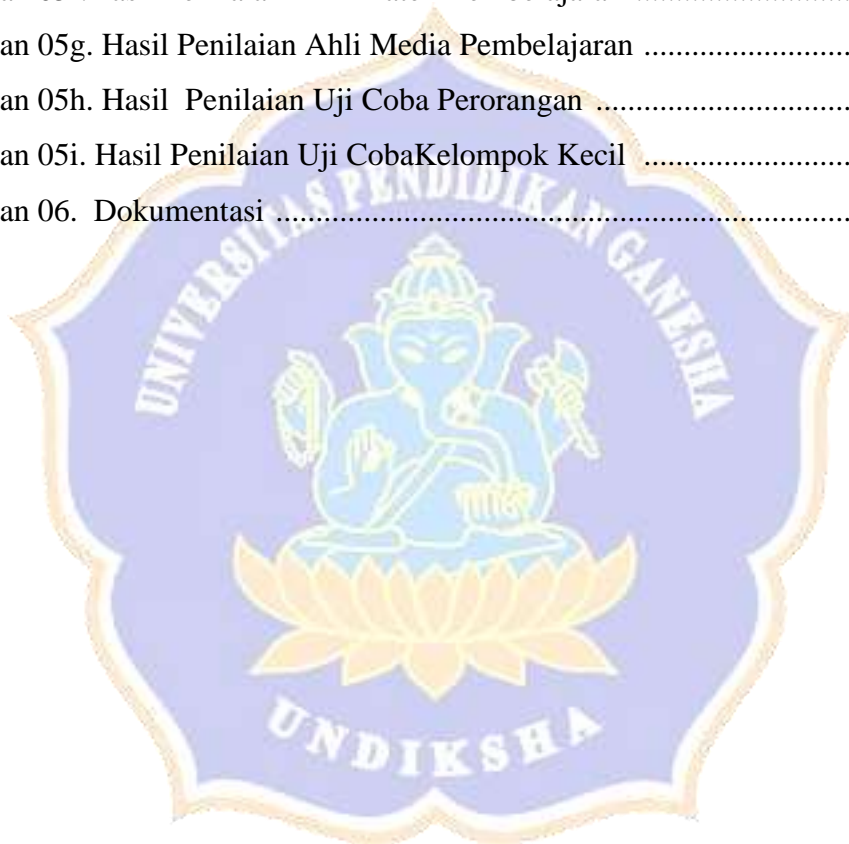 an 05g. Hasil Penilaian Ahli Media Pembelajaran ..........................
an 05h. Hasil Penilaian Uji Coba Perorangan ................................
an 05i. Hasil Penilaian Uji CobaKelompok Kecil ..........................
an 06. Dokumentasi ........................................................................
UNIVERSITAS PENDIDIKAN GANESHA
UNDIKSHA